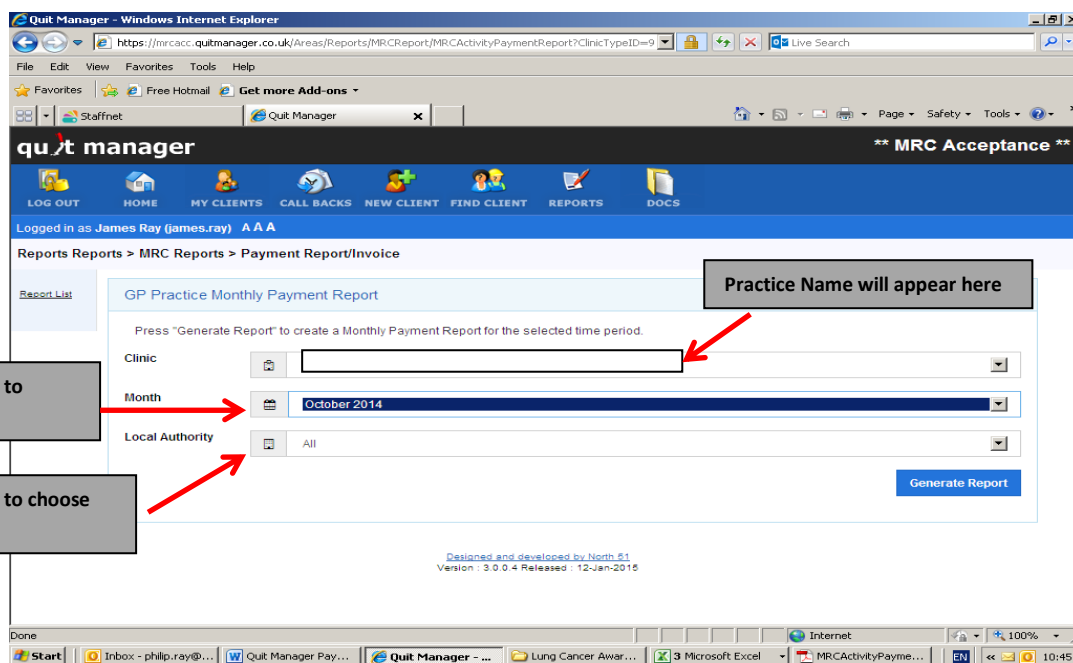 Quit Manager - Windows Internet Explorer
https://mrcacc.quitmanager.co.uk/Areas/Reports/MRCReport/MRCActivityPaymentReport?ClinicTypeID=9
Live Search
File Edit View Favorites Tools Help
Favorites Free Hotmail Get more Add-ons
Staffnet Quit Manager Page Safety Tools
quit manager ** MRC Acceptance **
LOG OUT HOME MY CLIENTS CALL BACKS NEW CLIENT FIND CLIENT REPORTS DOCS
Logged in as James Ray (james.ray) A A A
Reports Reports > MRC Reports > Payment Report/Invoice
Report List
GP Practice Monthly Payment Report
Practice Name will appear here
Press "Generate Report" to create a Monthly Payment Report for the selected time period.
Clinic
to
Month
October 2014
Local Authority
All
to choose
Generate Report
Designed and developed by North 51
Version : 3.0.0.4 Released : 12-Jan-2015
Done Internet 100%
Start Inbox - philip.ray@... Quit Manager Pay... Quit Manager - ... Lung Cancer Awar... 3 Microsoft Excel MRCActivityPayme... EN 10:45